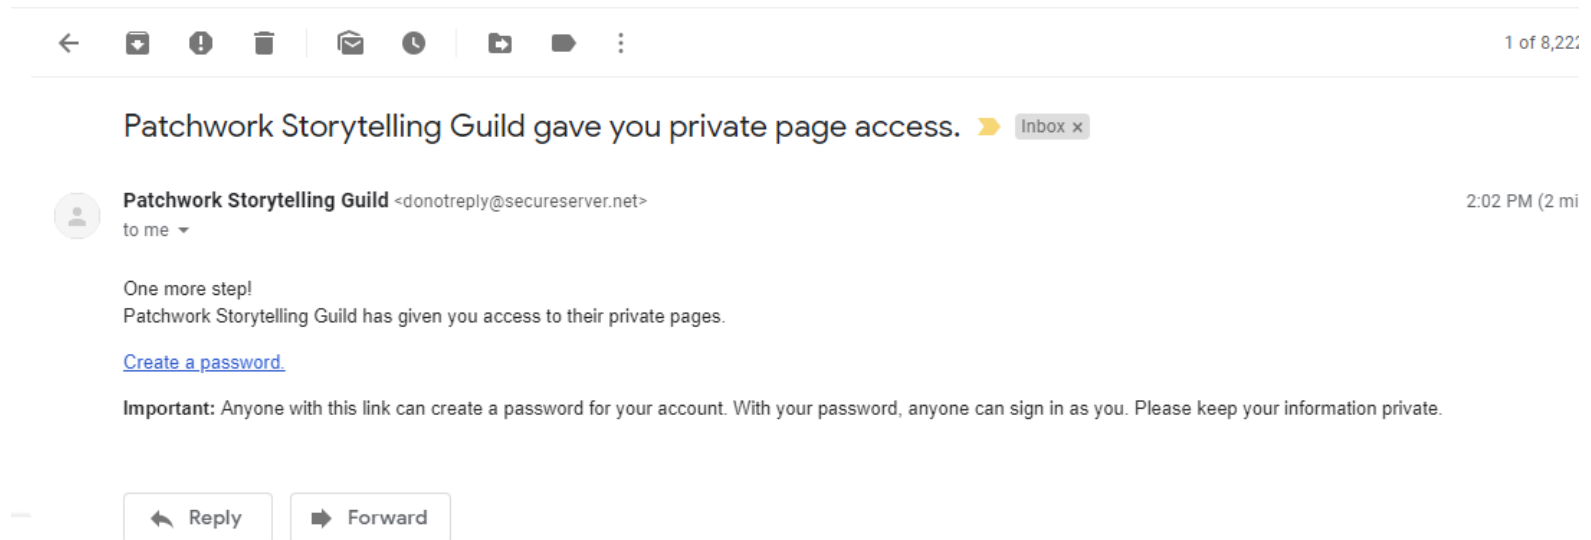 1 of 8,222
Patchwork Storytelling Guild gave you private page access. Inbox x
Patchwork Storytelling Guild <donotreply@secureserver.net> 2:02 PM (2 mi
to me
One more step!
Patchwork Storytelling Guild has given you access to their private pages.
Create a password.
Important: Anyone with this link can create a password for your account. With your password, anyone can sign in as you. Please keep your information private.
Reply Forward